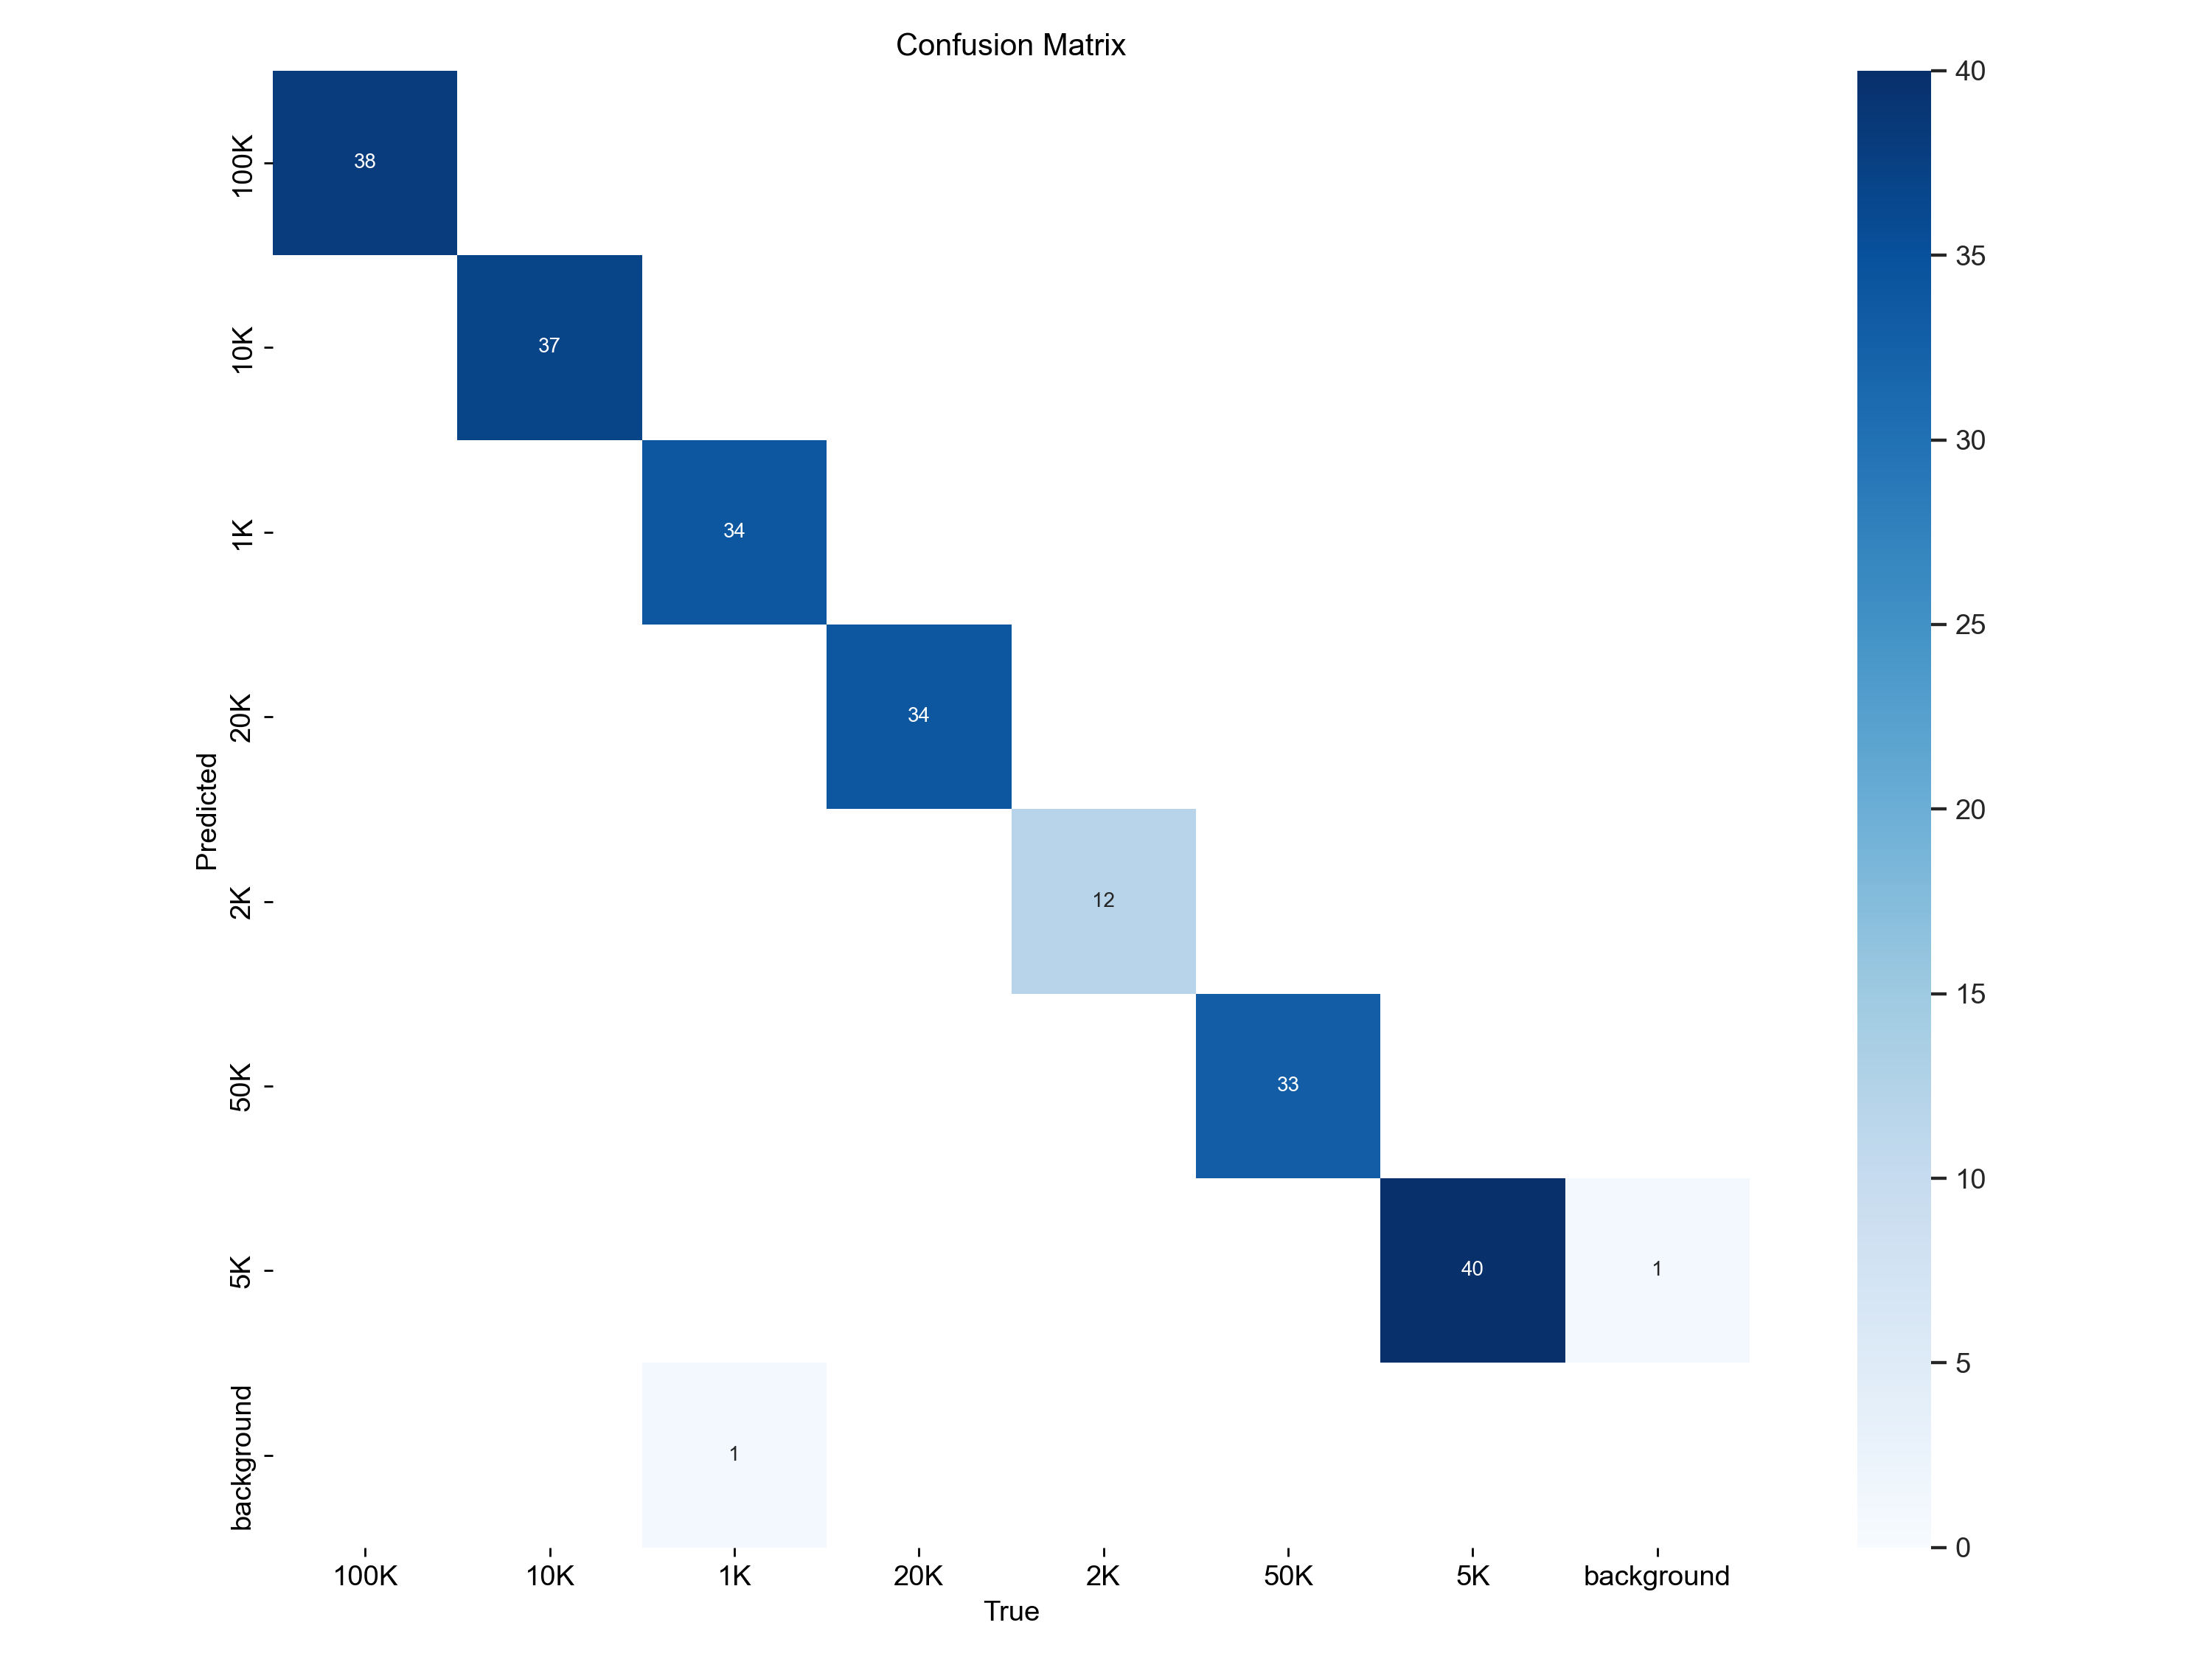 Confusion Matrix
100K
38
10K
37
1K
34
20K
34
2K
12
50K
33
5K
40 1
background
1
Predicted
100K 10K 1K 20K 2K 50K 5K background
True
40
35
30
25
20
15
10
5
0